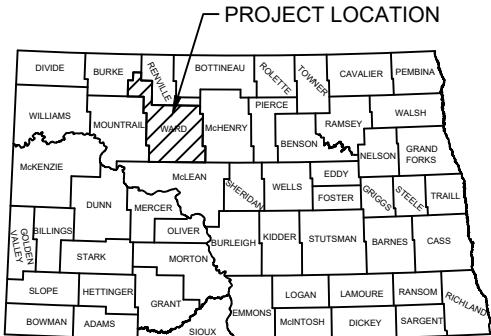 PROJECT LOCATION
DIVIDE
BURKE
RENVILLE
BOTTINEAU
ROLETTE
TOWNER
CAVALIER
PEMBINA
WILLIAMS
MOUNTRAIL
WARD
McHENRY
PIERCE
BENSON
RAMSEY
WALSH
NELSON
GRAND
FORKS
McKENZIE
McLEAN
SHERIDAN
WELLS
EDDY
FOSTER
GRIGGS
STEELE
TRAILL
DUNN
MERCER
OLIVER
GOLDEN
VALLEY
BILLINGS
STARK
MORTON
BURLEIGH
KIDDER
STUTSMAN
BARNES
CASS
SLOPE
HETTINGER
GRANT
EMMONS
LOGAN
LAMOURE
RANSOM
RICHLAND
BOWMAN
ADAMS
SIOUX
McINTOSH
DICKEY
SARGENT